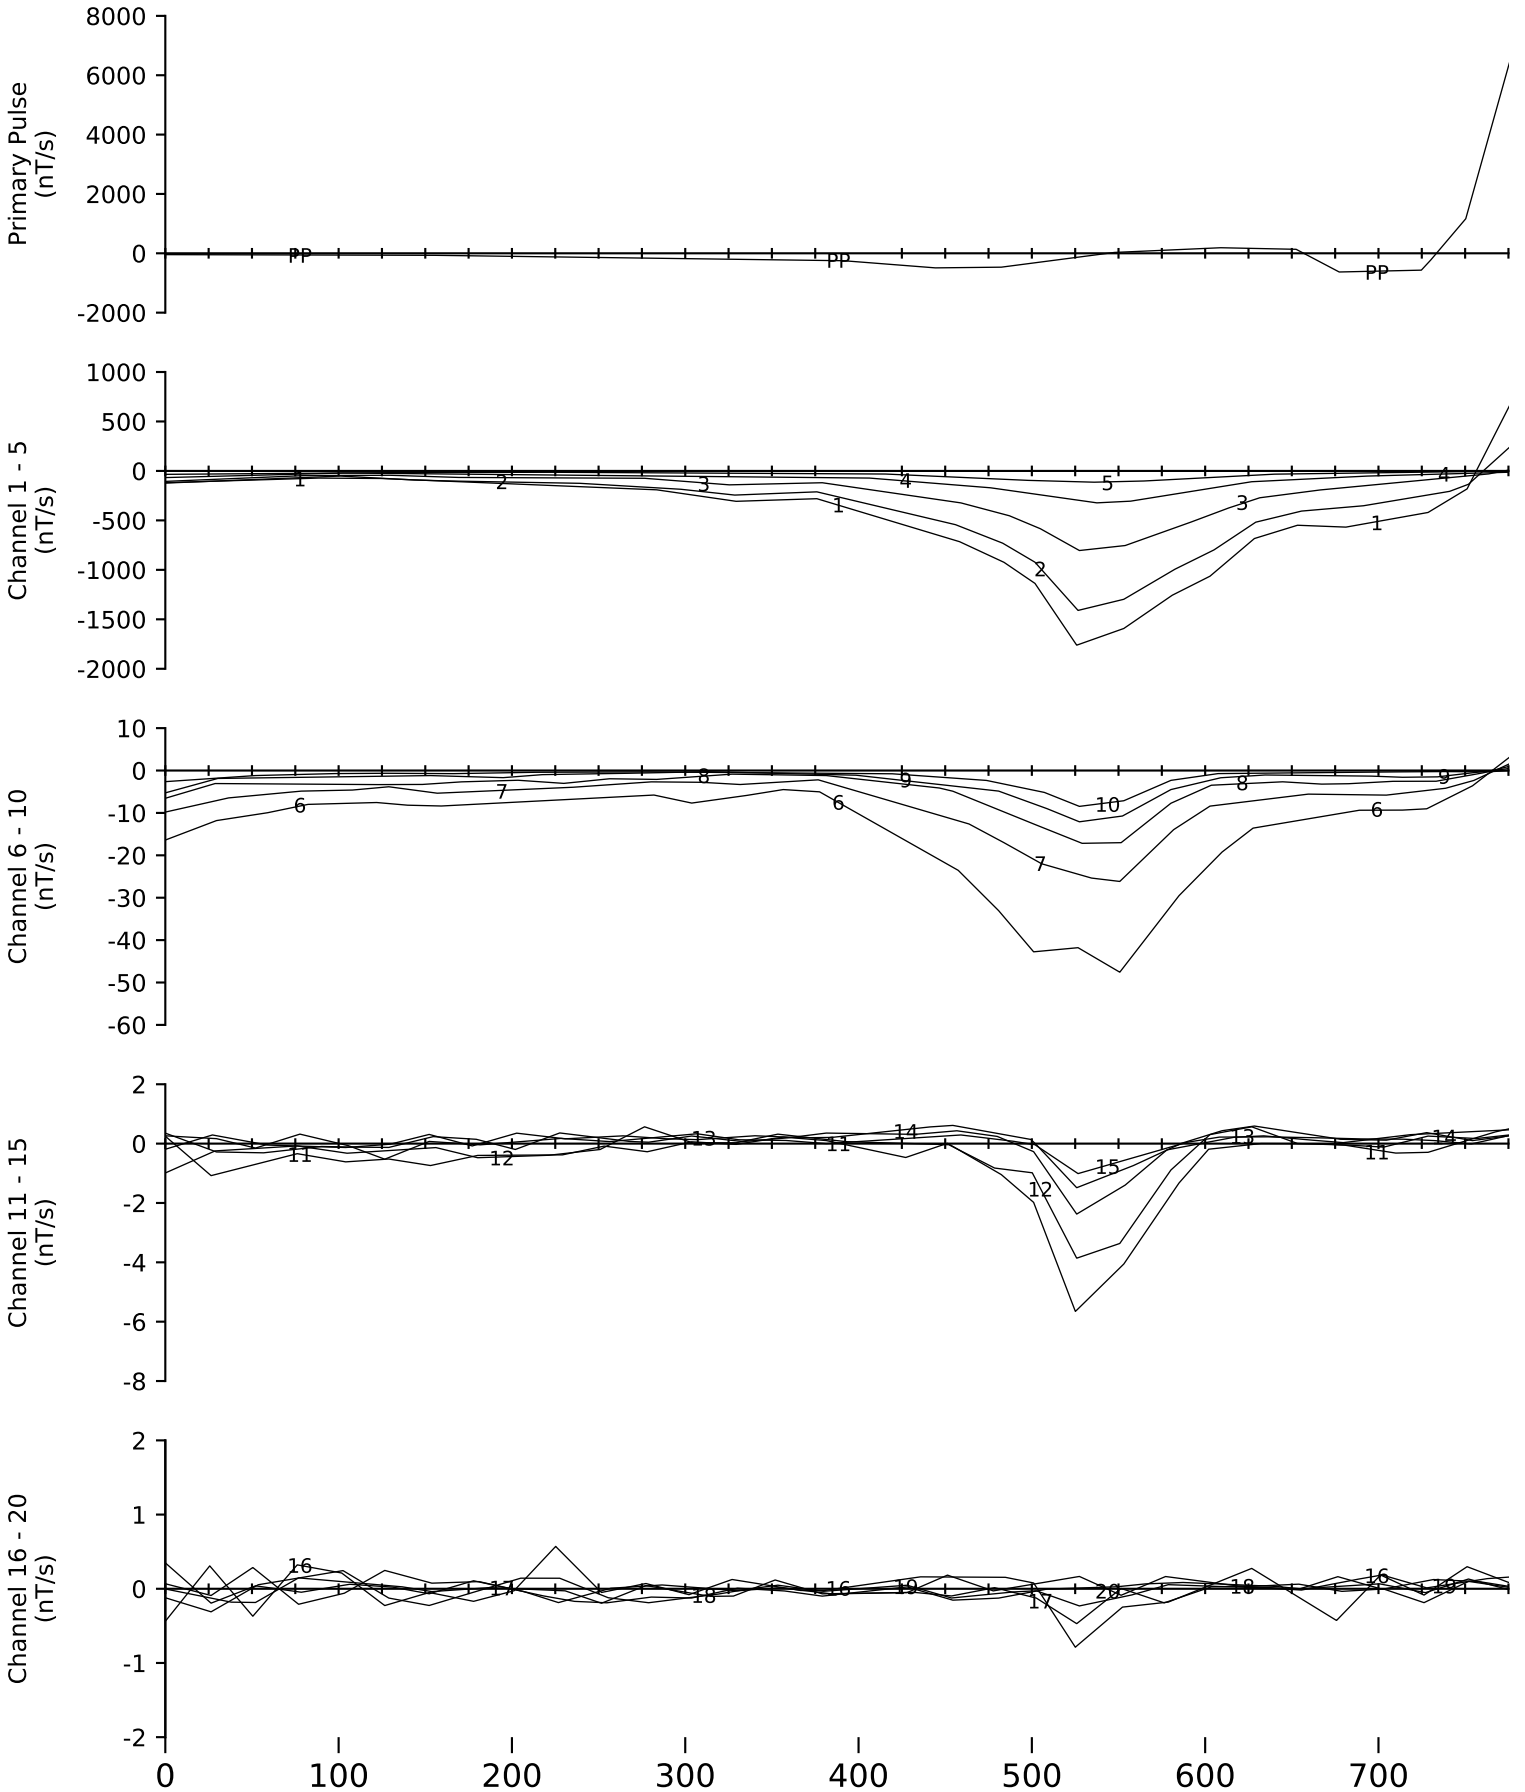 8000
6000
4000
2000
0
-2000
Primary Pulse
(nT/s)
PP PP PP
1000
500
0
-500
-1000
-1500
-2000
Channel 1 - 5
(nT/s)
1 2 3 1 4 2 5 3 1 4
10
0
-10
-20
-30
-40
-50
-60
Channel 6 - 10
(nT/s)
6 7 8 6 9 7 10 8 6 9
2
0
-2
-4
-6
-8
Channel 11 - 15
(nT/s)
11 12 13 11 14 12 15 13 11 14
2
1
0
-1
-2
Channel 16 - 20
(nT/s)
16 17 18 16 19 17 20 18 16 19
0 100 200 300 400 500 600 700